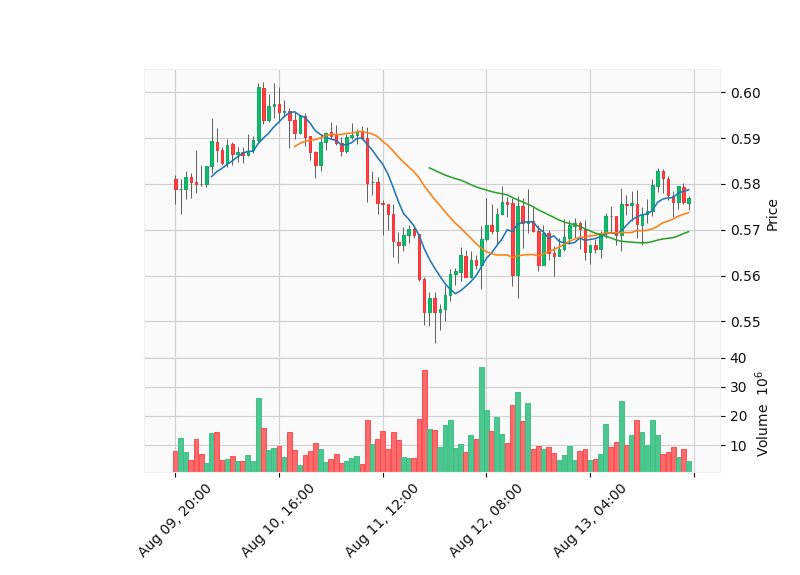 0.60
0.59
0.58
0.57
0.56
0.55
Price
40
30
20
10
Volume 10^6
Aug 09, 20:00
Aug 10, 16:00
Aug 11, 12:00
Aug 12, 08:00
Aug 13, 04:00